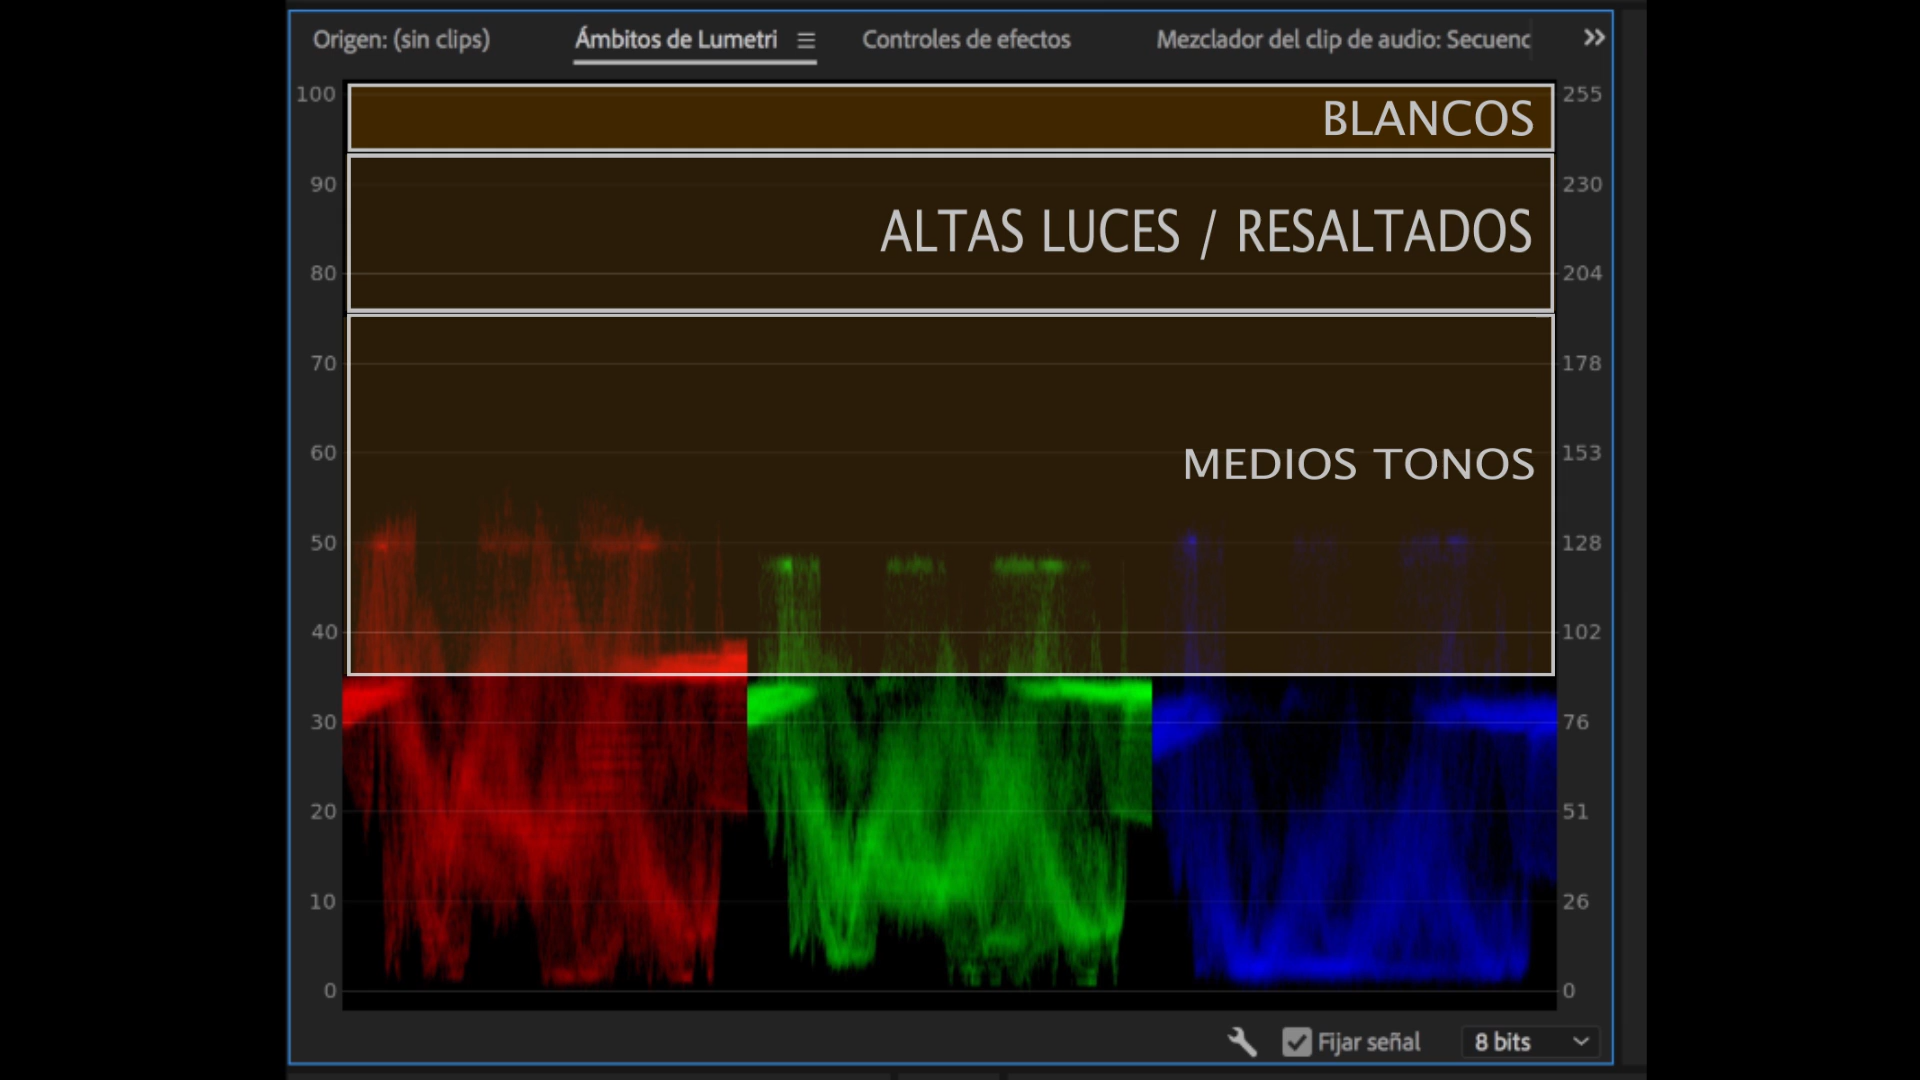 Origen: (sin clips) Ámbitos de Lumetri Controles de efectos Mezclador del clip de audio: Secuenc
100 BLANCOS 255
90 230
ALTAS LUCES / RESALTADOS
80 204
70 178
60 MEDIOS TONOS 153
50 128
40 102
30 76
20 51
10 26
0 0
Fijar señal 8 bits